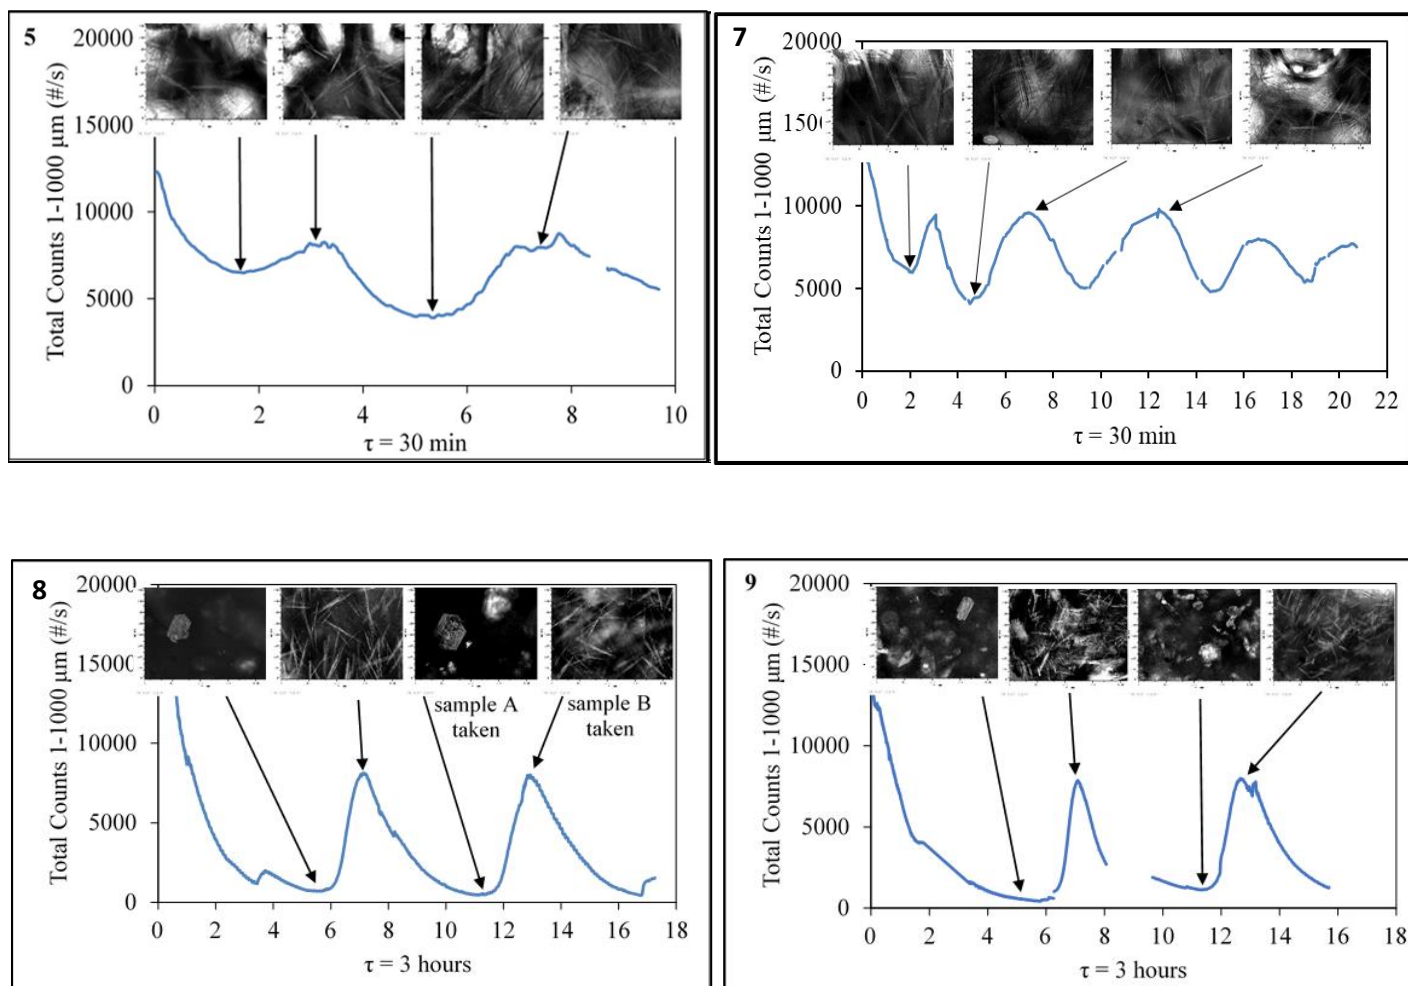 5
Total Counts 1-1000 µm (#/s)
20000
15000
10000
5000
0
0 2 4 6 8 10
τ = 30 min
7
Total Counts 1-1000 µm (#/s)
20000
10000
5000
0
0 2 4 6 8 10 12 14 16 18 20 22
τ = 30 min
8
Total Counts 1-1000 µm (#/s)
20000
10000
5000
0
sample A
taken
sample B
taken
0 2 4 6 8 10 12 14 16 18
τ = 3 hours
9
Total Counts 1-1000 µm (#/s)
20000
15000
10000
5000
0
0 2 4 6 8 10 12 14 16 18
τ = 3 hours